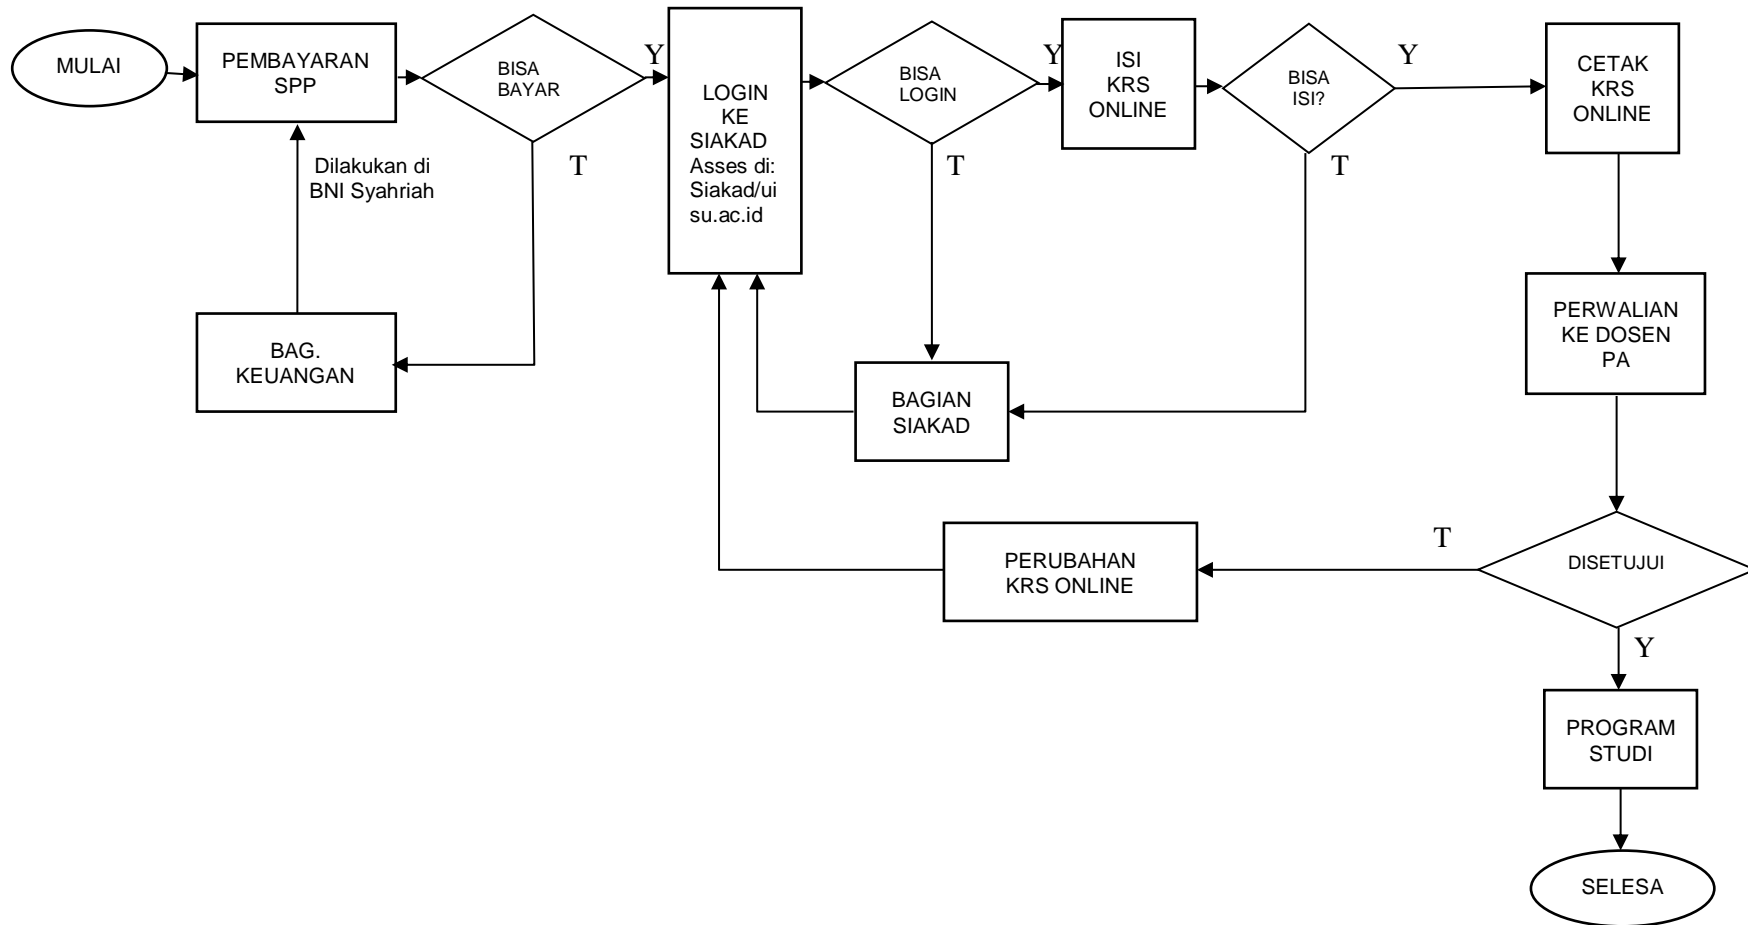 MULAI
PEMBAYARAN
SPP
BISA
BAYAR
Y
T
Dilakukan di
BNI Syahriah
BAG.
KEUANGAN
LOGIN
KE
SIAKAD
Asses di:
Siakad/ui
su.ac.id
BISA
LOGIN
Y
T
ISI
KRS
ONLINE
BISA
ISI?
Y
T
CETAK
KRS
ONLINE
BAGIAN
SIAKAD
PERWALIAN
KE DOSEN
PA
PERUBAHAN
KRS ONLINE
T
DISETUJUI
Y
PROGRAM
STUDI
SELESA